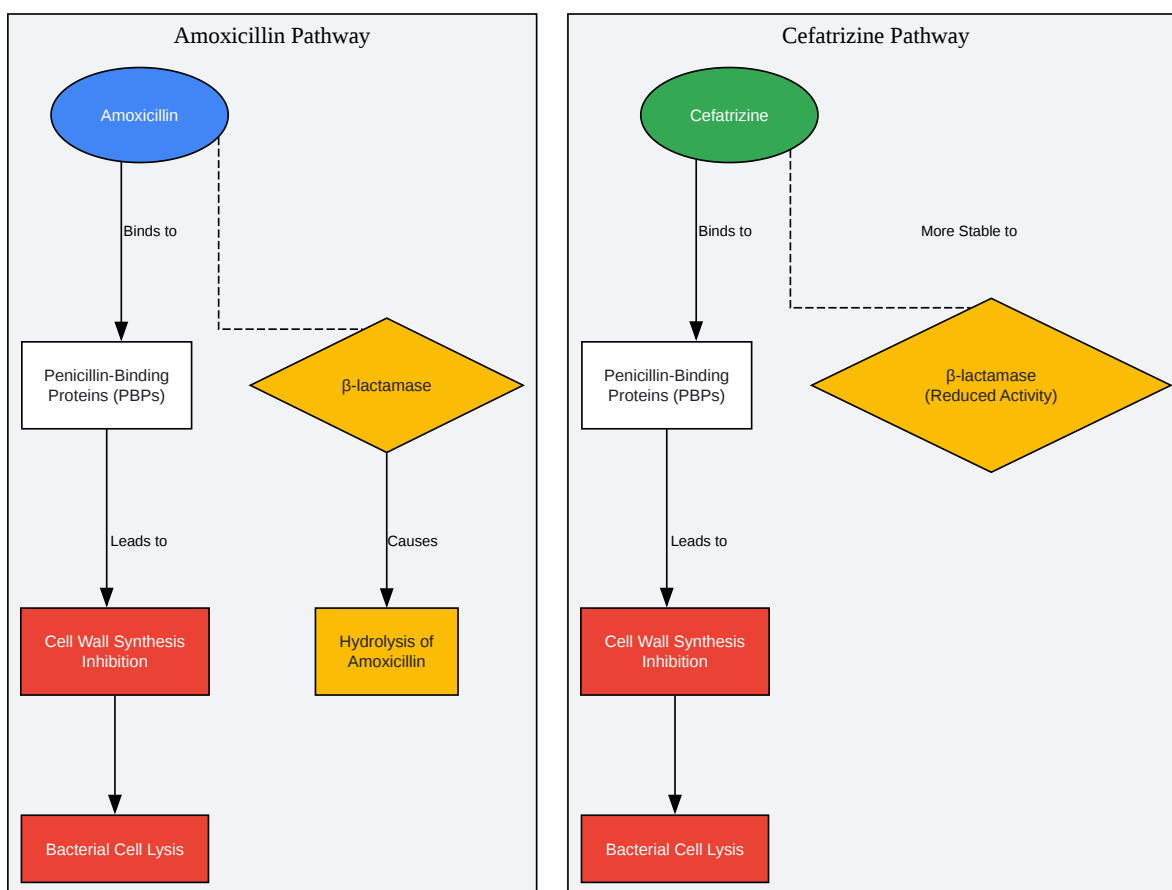 Amoxicillin Pathway
Amoxicillin
Binds to
Penicillin-Binding
Proteins (PBPs)
β-lactamase
Leads to
Causes
Cell Wall Synthesis
Inhibition
Hydrolysis of
Amoxicillin
Bacterial Cell Lysis
Cefatrizine Pathway
Cefatrizine
Binds to
More Stable to
Penicillin-Binding
Proteins (PBPs)
β-lactamase
(Reduced Activity)
Leads to
Cell Wall Synthesis
Inhibition
Bacterial Cell Lysis